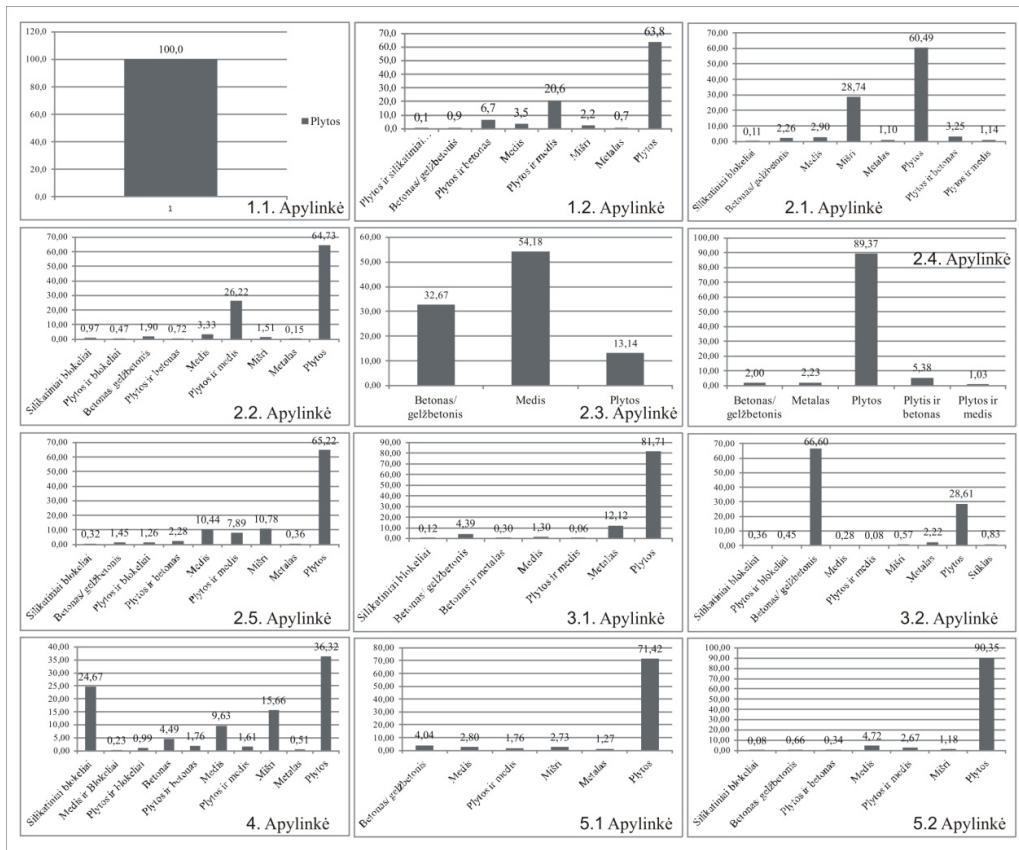 120,0
100,0
80,0
60,0
40,0
20,0
0,0
100,0
Plytos
1
1.1. Apylinkė
70,0
60,0
50,0
40,0
30,0
20,0
10,0
0,0
0,1 0,9 6,7 3,5 20,6 2,2 0,7 63,8
Plytos ir silikatiniai…
Betonas/ gelžbetonis
Plytos ir betonas
Medis
Plytos ir medis
Mišri
Metalas
Plytos
1.2. Apylinkė
70,00
60,00
50,00
40,00
30,00
20,00
10,00
0,00
0,11 2,26 2,90 28,74 1,10 60,49 3,25 1,14
Silikatiniai blokeliai
Betonas/ gelžbetonis
Medis
Mišri
Metalas
Plytos
Plytos ir betonas
Plytos ir medis
2.1. Apylinkė
70,00
60,00
50,00
40,00
30,00
20,00
10,00
0,00
0,97 0,47 1,90 0,72 3,33 26,22 1,51 0,15 64,73
Silikatiniai blokeliai
Plytos ir blokeliai
Betonas/ gelžbetonis
Plytos ir betonas
Medis
Plytos ir medis
Mišri
Metalas
Plytos
2.2. Apylinkė
60,00
50,00
40,00
30,00
20,00
10,00
0,00
32,67 54,18 13,14
Betonas/
gelžbetonis
Medis
Plytos
2.3. Apylinkė
100,00
90,00
80,00
70,00
60,00
50,00
40,00
30,00
20,00
10,00
0,00
2,00 2,23 89,37 5,38 1,03
Betonas/
gelžbetonis
Metalas
Plytos
Plytis ir
betonas
Plytos ir
medis
2.4. Apylinkė
70,00
60,00
50,00
40,00
30,00
20,00
10,00
0,00
0,32 1,45 1,26 2,28 10,44 7,89 10,78 0,36 65,22
Silikatiniai blokeliai
Betonas/ gelžbetonis
Plytos ir blokeliai
Plytos ir betonas
Medis
Plytos ir medis
Mišri
Metalas
Plytos
2.5. Apylinkė
90,00
80,00
70,00
60,00
50,00
40,00
30,00
20,00
10,00
0,00
0,12 4,39 0,30 1,30 0,06 12,12 81,71
Silikatiniai blokeliai
Betonas/ gelžbetonis
Betonas ir metalas
Medis
Plytos ir medis
Metalas
Plytos
3.1. Apylinkė
70,00
60,00
50,00
40,00
30,00
20,00
10,00
0,00
0,36 0,45 66,60 0,28 0,08 0,57 2,22 28,61 0,83
Silikatiniai blokeliai
Plytos ir blokeliai
Betonas/ gelžbetonis
Medis
Plytos ir medis
Mišri
Metalas
Plytos
Stiklas
3.2. Apylinkė
40,00
35,00
30,00
25,00
20,00
15,00
10,00
5,00
0,00
24,67 0,23 0,99 4,49 1,76 9,63 1,61 15,66 0,51 36,32
Silikatiniai blokeliai
Medis ir Blokeliai
Plytos ir blokeliai
Betonas
Plytos ir betonas
Medis
Plytos ir medis
Mišri
Metalas
Plytos
4. Apylinkė
80,00
70,00
60,00
50,00
40,00
30,00
20,00
10,00
0,00
4,04 2,80 1,76 2,73 1,27 71,42
Betonas/ gelžbetonis
Medis
Plytos ir medis
Mišri
Metalas
Plytos
5.1 Apylinkė
100,00
90,00
80,00
70,00
60,00
50,00
40,00
30,00
20,00
10,00
0,00
0,08 0,66 0,34 4,72 2,67 1,18 90,35
Silikatiniai blokeliai
Betonas/ gelžbetonis
Plytos ir betonas
Medis
Plytos ir medis
Mišri
Plytos
5.2 Apylinkė